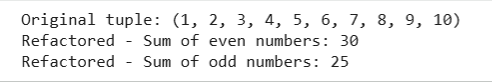 Original tuple: (1, 2, 3, 4, 5, 6, 7, 8, 9, 10)
Refactored - Sum of even numbers: 30
Refactored - Sum of odd numbers: 25